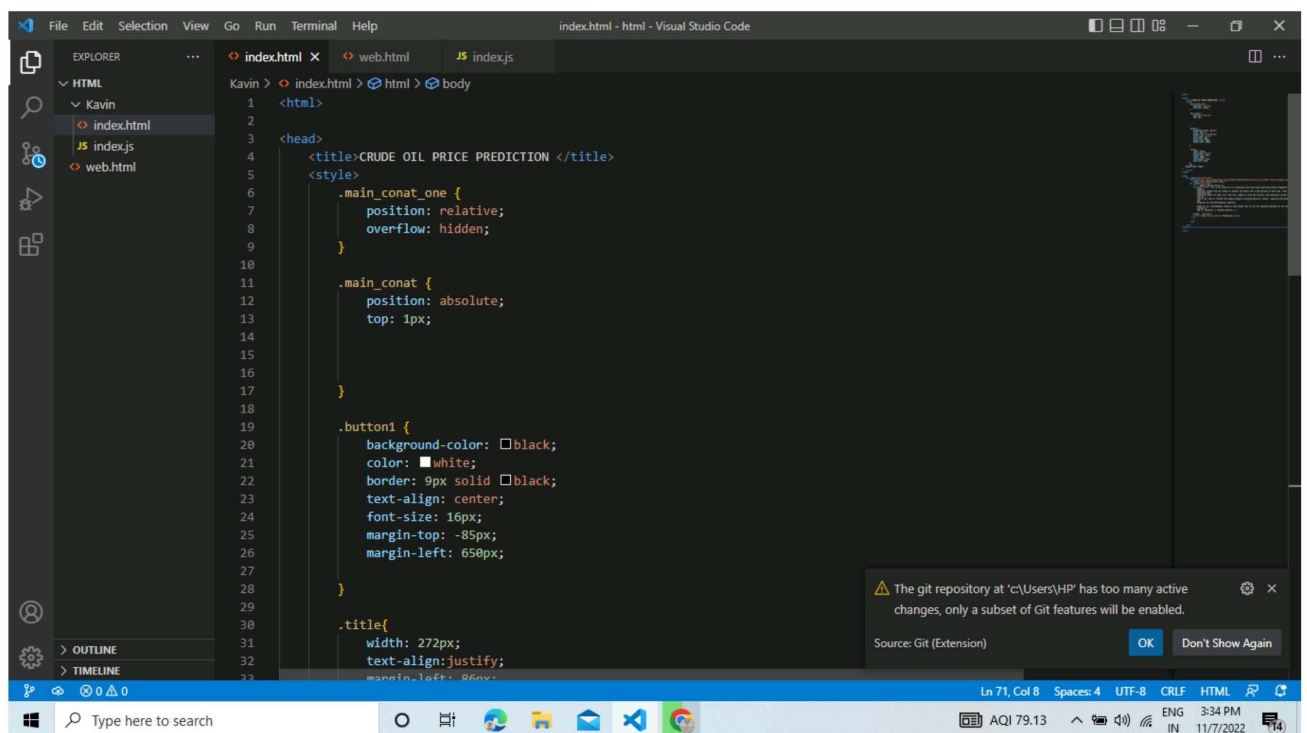 File Edit Selection View Go Run Terminal Help index.html - html - Visual Studio Code
EXPLORER ...
HTML
Kavin
index.html
JS index.js
web.html
OUTLINE
TIMELINE
index.html × web.html JS index.js
Kavin > index.html > html > body
1 <html>
2
3 <head>
4 <title>CRUDE OIL PRICE PREDICTION </title>
5 <style>
6 .main_conat_one {
7 position: relative;
8 overflow: hidden;
9 }
10
11 .main_conat {
12 position: absolute;
13 top: 1px;
14
15
16
17 }
18
19 .button1 {
20 background-color: black;
21 color: white;
22 border: 9px solid black;
23 text-align: center;
24 font-size: 16px;
25 margin-top: -85px;
26 margin-left: 650px;
27
28 }
29
30 .title{
31 width: 272px;
32 text-align:justify;
33 margin-left: 86px;
The git repository at 'c:\Users\HP' has too many active
changes, only a subset of Git features will be enabled.
Source: Git (Extension) OK Don't Show Again
0 0 Ln 71, Col 8 Spaces: 4 UTF-8 CRLF HTML
Type here to search AQI 79.13 ENG 3:34 PM
IN 11/7/2022 14